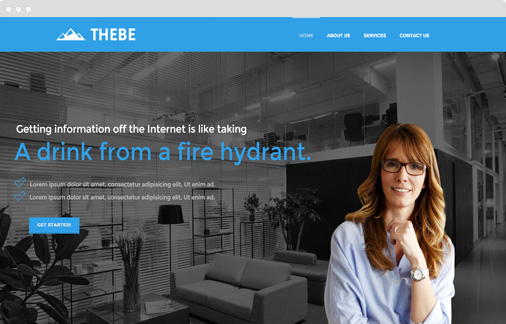 THEBE
HOME ABOUT US SERVICES CONTACT US
Getting information off the Internet is like taking
A drink from a fire hydrant.
Lorem ipsum dolor sit amet, consectetur adipisicing elit, Ut enim ad.
Lorem ipsum dolor sit amet, consectetur adipisicing elit, Ut enim ad.
GET STARTED!